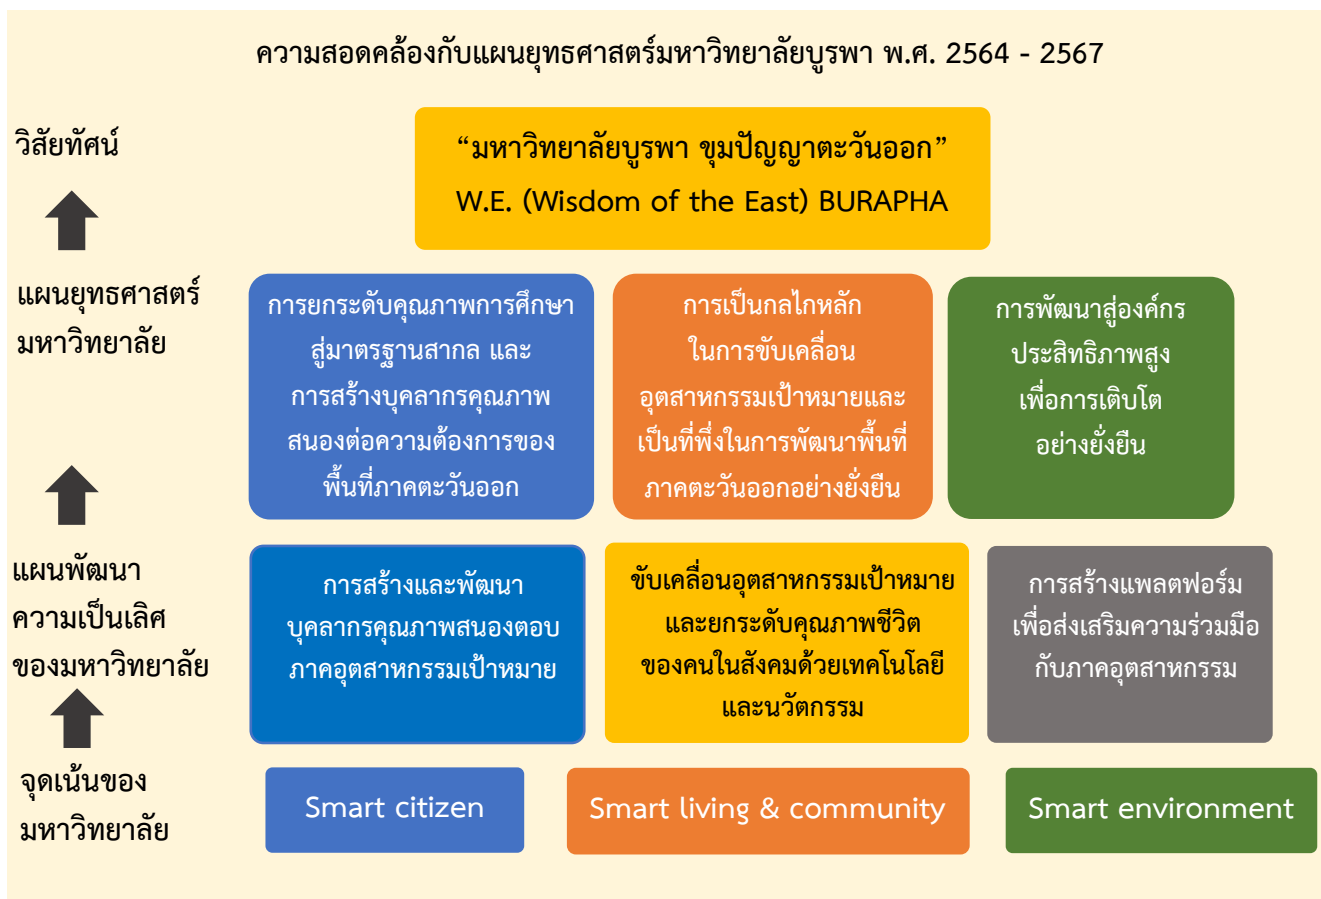 ความสอดคล้องกับแผนยุทธศาสตร์มหาวิทยาลัยบูรพา พ.ศ. 2564 - 2567
วิสัยทัศน์
“มหาวิทยาลัยบูรพา ขุมปัญญาตะวันออก”
W.E. (Wisdom of the East) BURAPHA
แผนยุทธศาสตร์
มหาวิทยาลัย
การยกระดับคุณภาพการศึกษา
สู่มาตรฐานสากล และ
การสร้างบุคลากรคุณภาพ
สนองต่อความต้องการของ
พื้นที่ภาคตะวันออก
การเป็นกลไกหลัก
ในการขับเคลื่อน
อุตสาหกรรมเป้าหมายและ
เป็นที่พึ่งในการพัฒนาพื้นที่
ภาคตะวันออกอย่างยั่งยืน
การพัฒนาสู่องค์กร
ประสิทธิภาพสูง
เพื่อการเติบโต
อย่างยั่งยืน
แผนพัฒนา
ความเป็นเลิศ
ของมหาวิทยาลัย
การสร้างและพัฒนา
บุคลากรคุณภาพสนองตอบ
ภาคอุตสาหกรรมเป้าหมาย
ขับเคลื่อนอุตสาหกรรมเป้าหมาย
และยกระดับคุณภาพชีวิต
ของคนในสังคมด้วยเทคโนโลยี
และนวัตกรรม
การสร้างแพลตฟอร์ม
เพื่อส่งเสริมความร่วมมือ
กับภาคอุตสาหกรรม
จุดเน้นของ
มหาวิทยาลัย
Smart citizen
Smart living & community
Smart environment